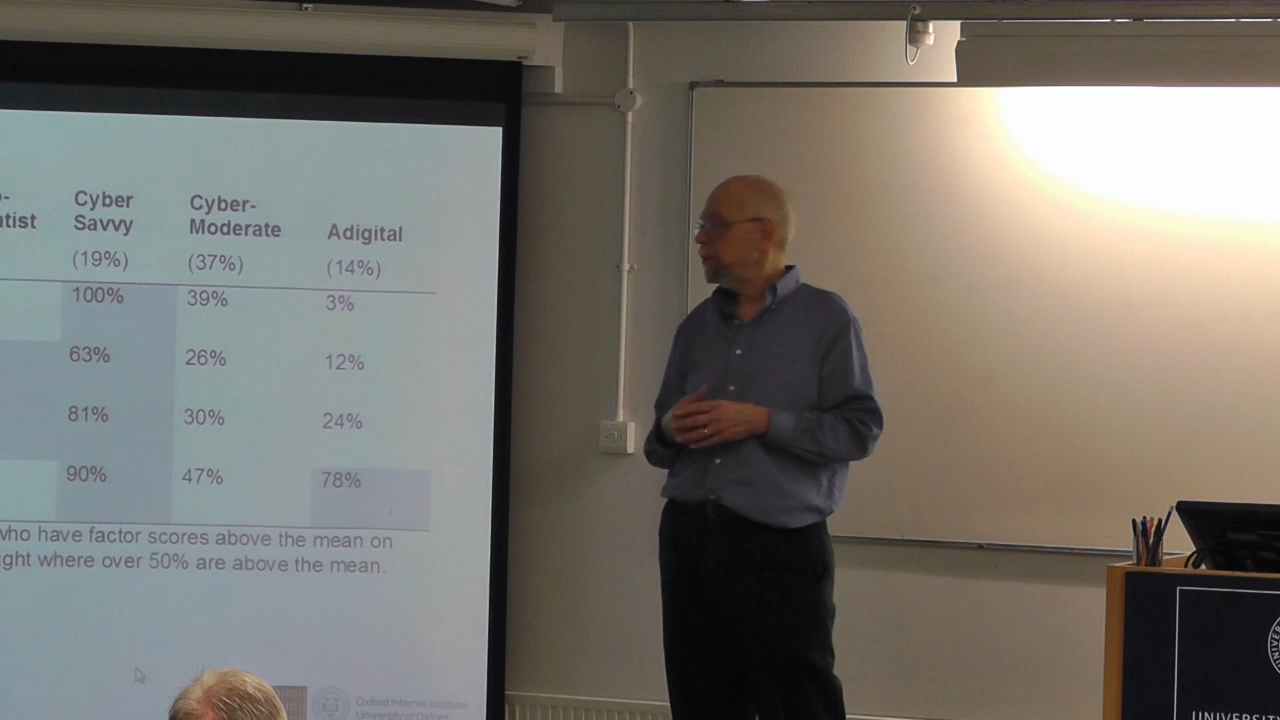 Cyber Savvy
Cyber-Moderate
Adigital
(19%) (37%) (14%)
100% 39% 3%
63% 26% 12%
81% 30% 24%
90% 47% 78%
who have factor scores above the mean on
where over 50% are above the mean.
Oxford Internet Institute
University of Oxford